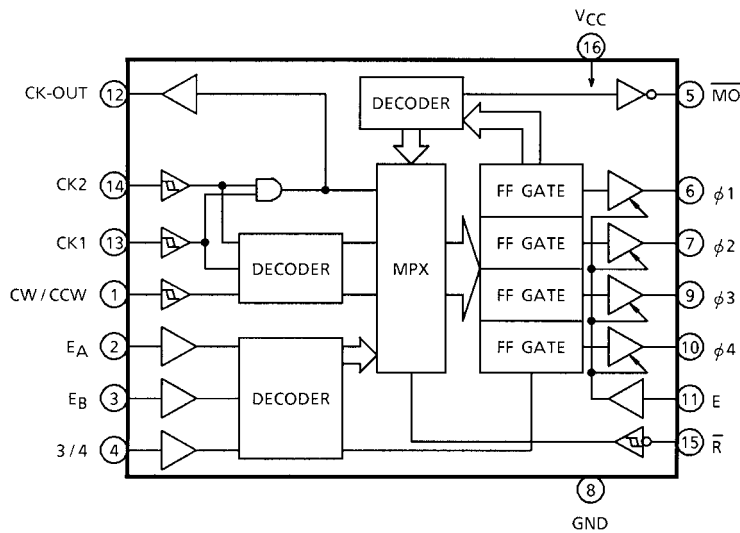 VCC
16
CK-OUT 12
DECODER
5 MO
CK2 14
FF GATE
6 φ1
CK1 13
DECODER
MPX
FF GATE
7 φ2
CW/CCW 1
FF GATE
9 φ3
EA 2
FF GATE
10 φ4
EB 3
DECODER
11 E
3/4 4
15 R
8
GND